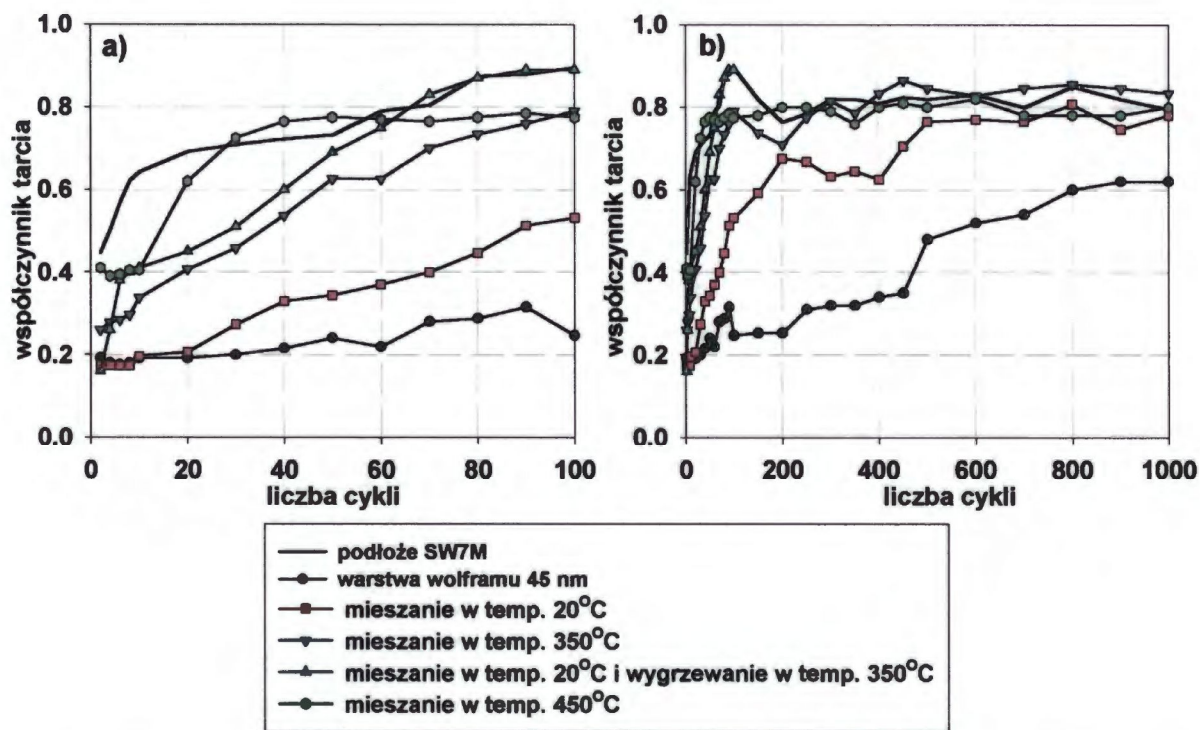 a)
1.0
0.8
0.6
0.4
0.2
0.0
współczynnik tarcia
0
20
40
60
80
100
liczba cykli
b)
1.0
0.8
0.6
0.4
0.2
0.0
współczynnik tarcia
0
200
400
600
800
1000
liczba cykli
podłoże SW7M
warstwa wolframu 45 nm
mieszanie w temp. 20°C
mieszanie w temp. 350°C
mieszanie w temp. 20°C i wygrzewanie w temp. 350°C
mieszanie w temp. 450°C